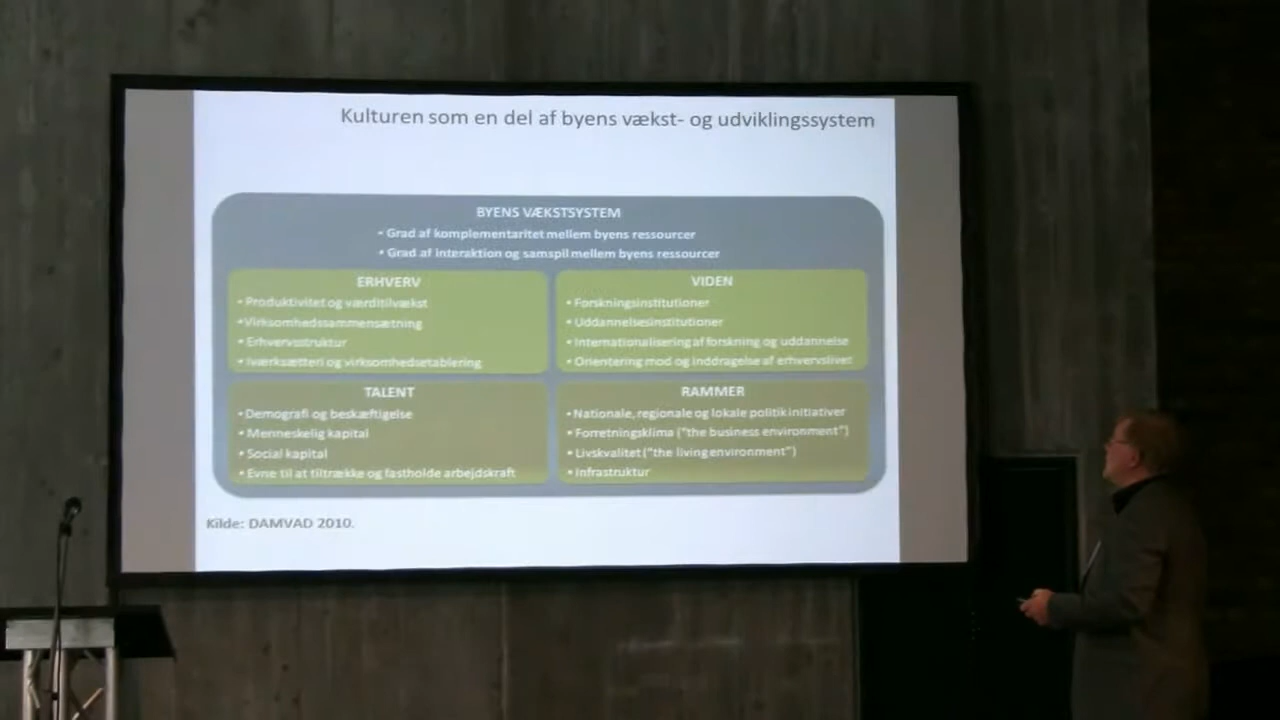 Kulturen som en del af byens vækst- og udviklingssystem
BYENS VÆKSTSYSTEM
• Grad af komplementaritet mellem byens ressourcer
• Grad af interaktion og samspil mellem byens ressourcer
ERHVERV
• Produktivitet og værditilvækst
• Virksomhedssammensætning
• Erhvervsstruktur
• Iværksætteri og virksomhedsetablering
VIDEN
• Forskningsinstitutioner
• Uddannelsesinstitutioner
• Internationalisering af forskning og uddannelse
• Orientering mod og inddragelse af erhvervslivet
TALENT
• Demografi og beskæftigelse
• Menneskelig kapital
• Social kapital
• Evne til at tiltrække og fastholde arbejdskraft
RAMMER
• Nationale, regionale og lokale politik initiativer
• Forretningsklima (“the business environment”)
• Livskvalitet (“the living environment”)
• Infrastruktur
Kilde: DAMVAD 2010.